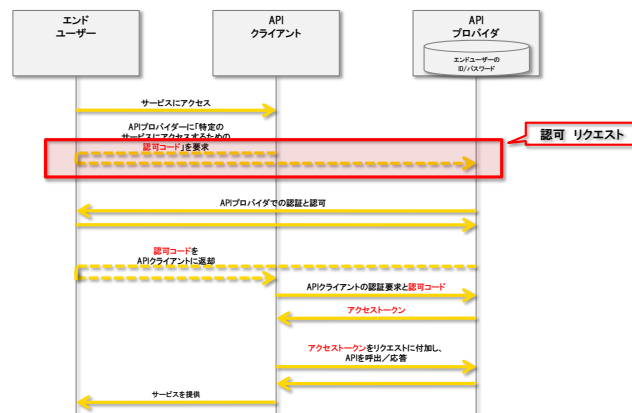 エンド
ユーザー
API
クライアント
API
プロバイダ
エンドユーザーの
ID/パスワード
サービスにアクセス
APIプロバイダーに「特定の
サービスにアクセスするための
認可コード」を要求
認可 リクエスト
APIプロバイダでの認証と認可
認可コードを
APIクライアントに返却
APIクライアントの認証要求と認可コード
アクセストークン
アクセストークンをリクエストに付加し、
APIを呼出／応答
サービスを提供